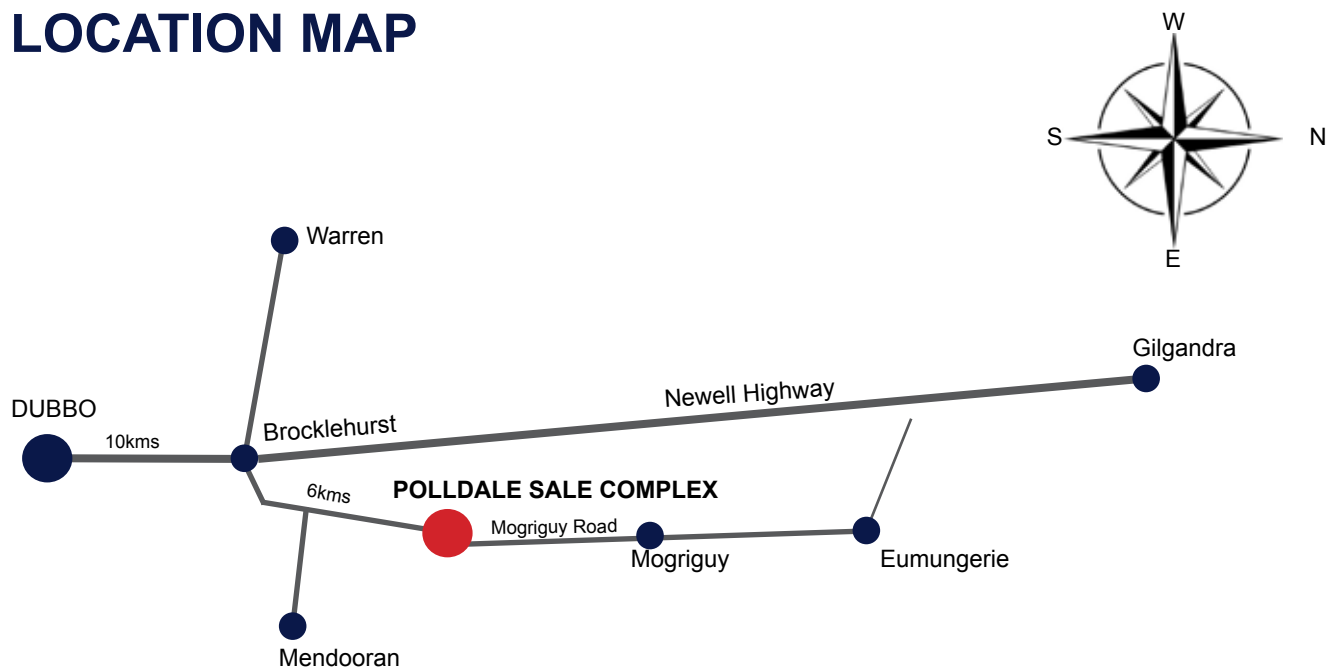 LOCATION MAP
W
S
N
E
Warren
Gilgandra
Newell Highway
DUBBO
10kms
Brocklehurst
6kms
POLLDALE SALE COMPLEX
Mogriguy Road
Mogriguy
Eumungerie
Mendooran